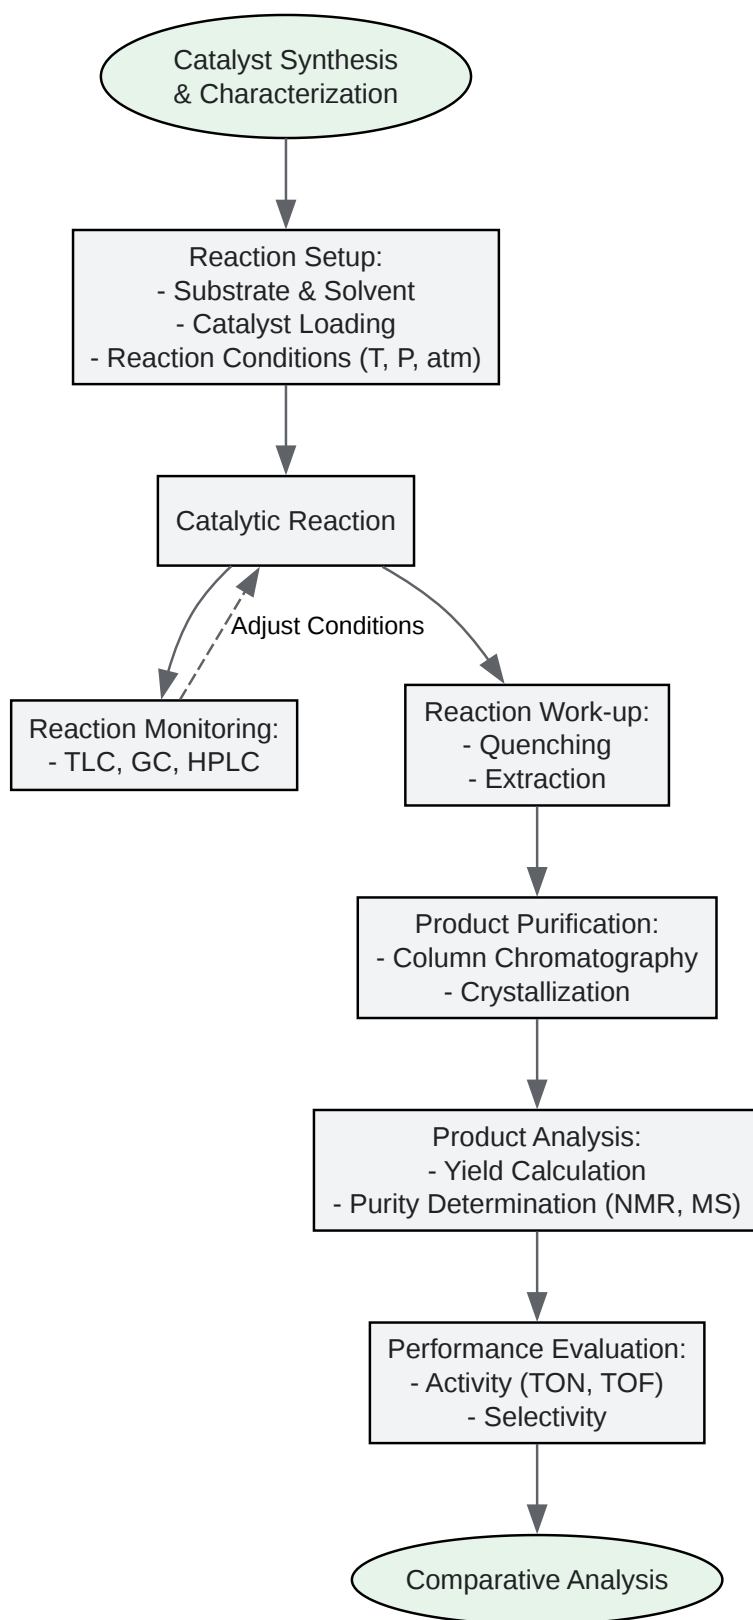 Catalyst Synthesis
& Characterization
Reaction Setup:
- Substrate & Solvent
- Catalyst Loading
- Reaction Conditions (T, P, atm)
Catalytic Reaction
Adjust Conditions
Reaction Monitoring:
- TLC, GC, HPLC
Reaction Work-up:
- Quenching
- Extraction
Product Purification:
- Column Chromatography
- Crystallization
Product Analysis:
- Yield Calculation
- Purity Determination (NMR, MS)
Performance Evaluation:
- Activity (TON, TOF)
- Selectivity
Comparative Analysis